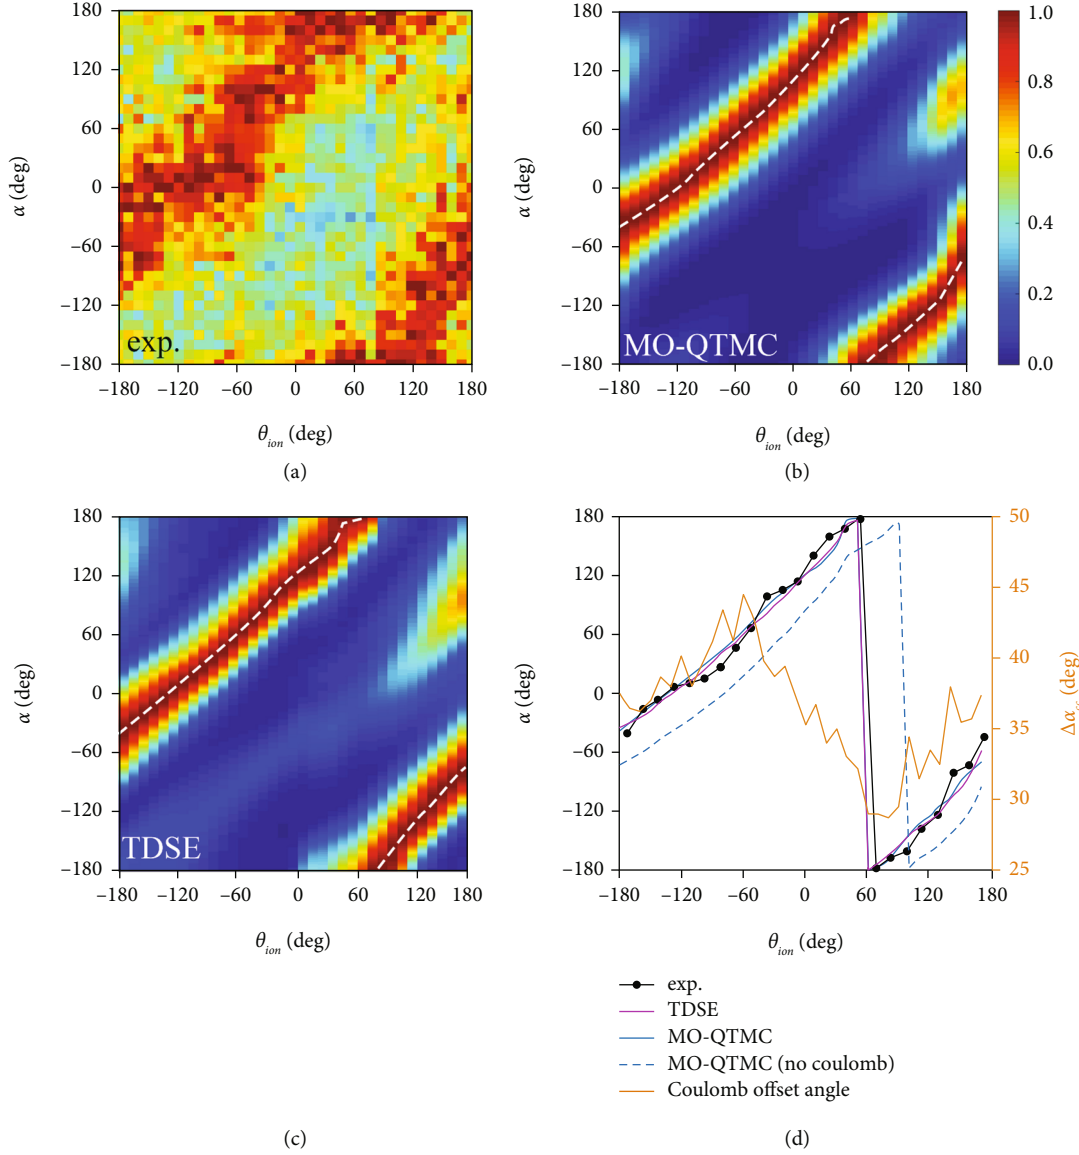 180
120
60
0
−60
−120
−180
α (deg)
exp.
−180 −120 −60 0 60 120 180
θion (deg)
(a)
180
120
60
0
−60
−120
−180
α (deg)
MO-QTMC
−180 −120 −60 0 60 120 180
θion (deg)
(b)
1.0
0.8
0.6
0.4
0.2
0.0
180
120
60
0
−60
−120
−180
α (deg)
TDSE
−180 −120 −60 0 60 120 180
θion (deg)
(c)
180
120
60
0
−60
−120
−180
α (deg)
50
45
40
35
30
25
Δαcc (deg)
−180 −120 −60 0 60 120 180
θion (deg)
exp.
TDSE
MO-QTMC
MO-QTMC (no coulomb)
Coulomb offset angle
(d)